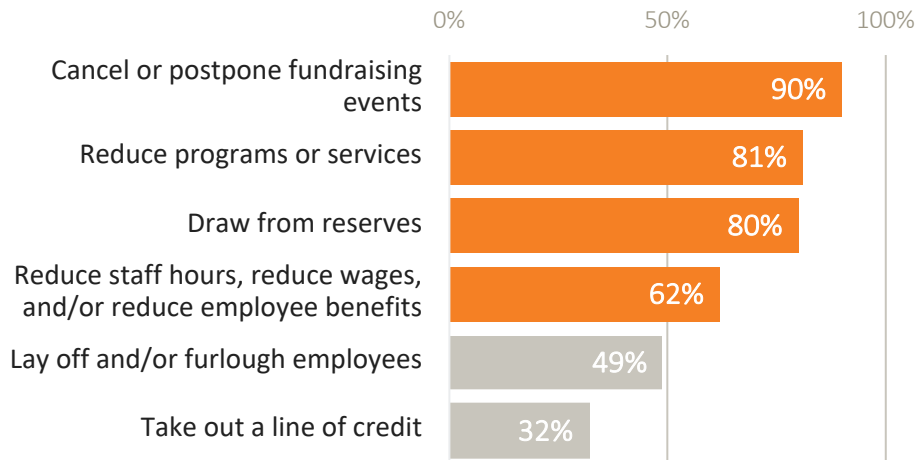 0% 50% 100%
Cancel or postpone fundraising
events
90%
Reduce programs or services
81%
Draw from reserves
80%
Reduce staff hours, reduce wages,
and/or reduce employee benefits
62%
Lay off and/or furlough employees
49%
Take out a line of credit
32%